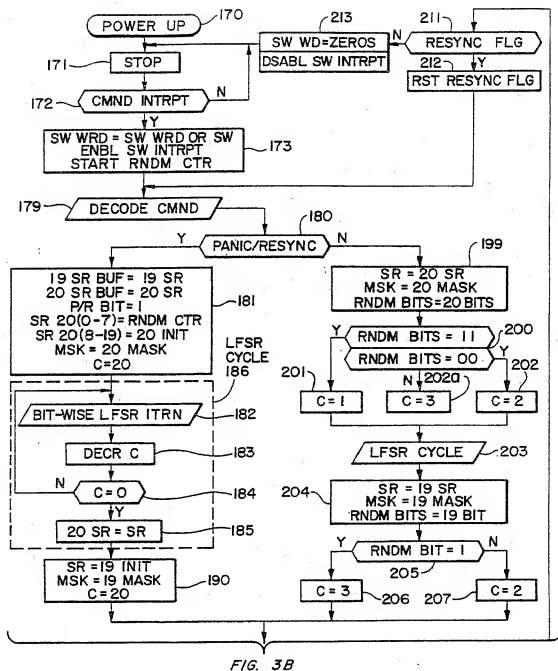 POWER UP
170
213
211
171
STOP
SW WD=ZEROS
DSABL SW INTRPT
N
RESYNC FLG
212
Y
RST RESYNC FLG
172
CMND INTRPT
N
Y
SW WRD = SW WRD OR SW
ENBL SW INTRPT
START RNDM CTR
173
179
DECODE CMND
180
Y
PANIC/RESYNC
N
19 SR BUF = 19 SR
20 SR BUF = 20 SR
P/R BIT = 1
SR 20(0-7)= RNDM CTR
SR 20(8-19) = 20 INIT
MSK = 20 MASK
C=20
181
199
SR = 20 SR
MSK = 20 MASK
RNDM BITS=20 BITS
Y
RNDM BITS = 11
200
RNDM BITS = 00
Y
201
N
202a
202
C=1
C=3
C=2
LFSR
CYCLE
186
BIT-WISE LFSR ITRN
182
DECR C
183
N
C=0
184
Y
20 SR = SR
185
LFSR CYCLE
203
204
SR = 19 SR
MSK = 19 MASK
RNDM BITS = 19 BIT
Y
RNDM BIT = 1
N
205
SR = 19 INIT
MSK = 19 MASK
C=20
190
C=3
206
207
C=2
FIG. 3B